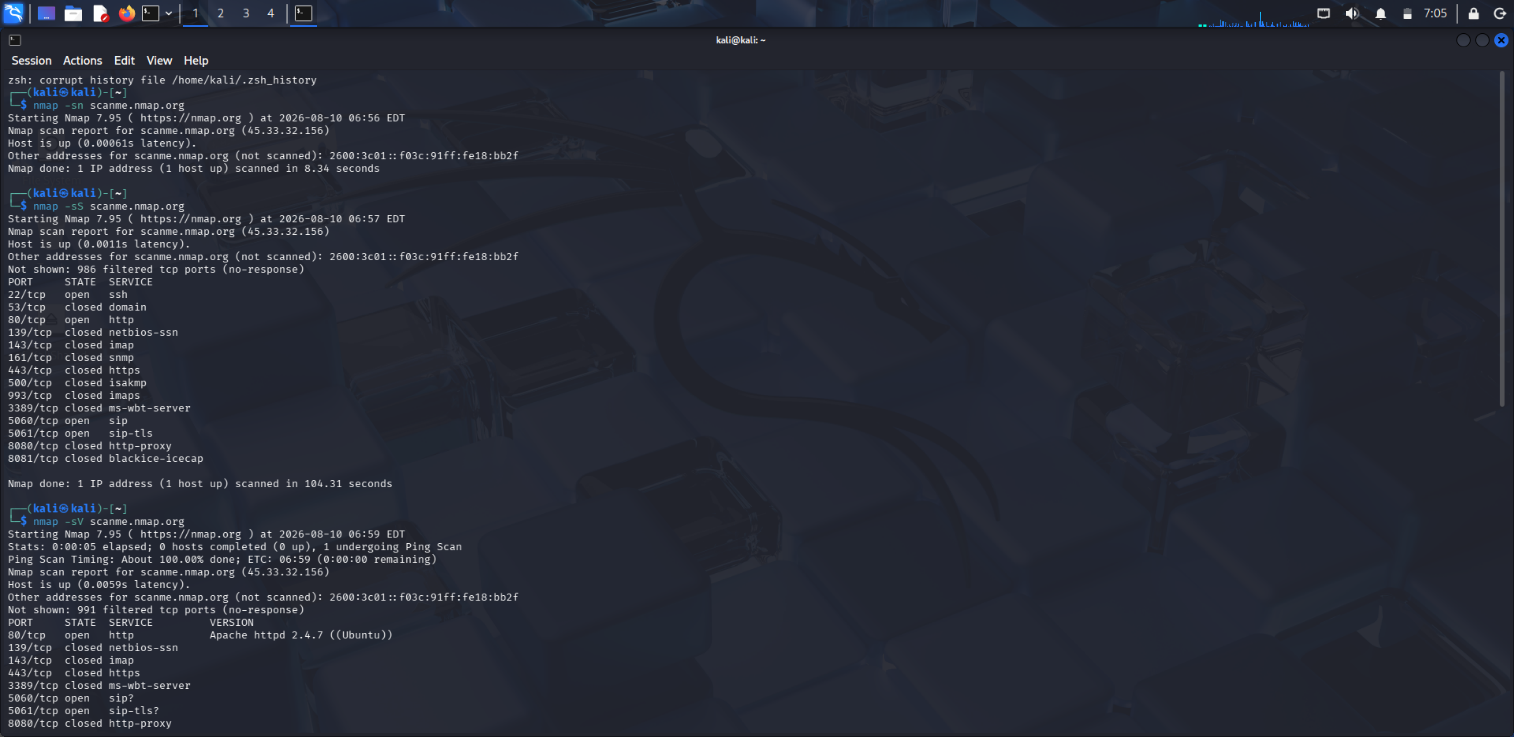 1 2 3 4
7:05
kali@kali: ~
Session Actions Edit View Help
zsh: corrupt history file /home/kali/.zsh_history
┌──(kali㉿kali)-[~]
└─$ nmap -sn scanme.nmap.org
Starting Nmap 7.95 ( https://nmap.org ) at 2026-08-10 06:56 EDT
Nmap scan report for scanme.nmap.org (45.33.32.156)
Host is up (0.00061s latency).
Other addresses for scanme.nmap.org (not scanned): 2600:3c01::f03c:91ff:fe18:bb2f
Nmap done: 1 IP address (1 host up) scanned in 8.34 seconds
┌──(kali㉿kali)-[~]
└─$ nmap -sS scanme.nmap.org
Starting Nmap 7.95 ( https://nmap.org ) at 2026-08-10 06:57 EDT
Nmap scan report for scanme.nmap.org (45.33.32.156)
Host is up (0.0011s latency).
Other addresses for scanme.nmap.org (not scanned): 2600:3c01::f03c:91ff:fe18:bb2f
Not shown: 986 filtered tcp ports (no-response)
PORT     STATE  SERVICE
22/tcp   open   ssh
53/tcp   closed domain
80/tcp   open   http
139/tcp  closed netbios-ssn
143/tcp  closed imap
161/tcp  closed snmp
443/tcp  closed https
500/tcp  closed isakmp
993/tcp  closed imaps
3389/tcp closed ms-wbt-server
5060/tcp open   sip
5061/tcp open   sip-tls
8080/tcp closed http-proxy
8081/tcp closed blackice-icecap
Nmap done: 1 IP address (1 host up) scanned in 104.31 seconds
┌──(kali㉿kali)-[~]
└─$ nmap -sV scanme.nmap.org
Starting Nmap 7.95 ( https://nmap.org ) at 2026-08-10 06:59 EDT
Stats: 0:00:05 elapsed; 0 hosts completed (0 up), 1 undergoing Ping Scan
Ping Scan Timing: About 100.00% done; ETC: 06:59 (0:00:00 remaining)
Nmap scan report for scanme.nmap.org (45.33.32.156)
Host is up (0.0059s latency).
Other addresses for scanme.nmap.org (not scanned): 2600:3c01::f03c:91ff:fe18:bb2f
Not shown: 991 filtered tcp ports (no-response)
PORT     STATE  SERVICE         VERSION
80/tcp   open   http            Apache httpd 2.4.7 ((Ubuntu))
139/tcp  closed netbios-ssn
143/tcp  closed imap
443/tcp  closed https
3389/tcp closed ms-wbt-server
5060/tcp open   sip?
5061/tcp open   sip-tls?
8080/tcp closed http-proxy